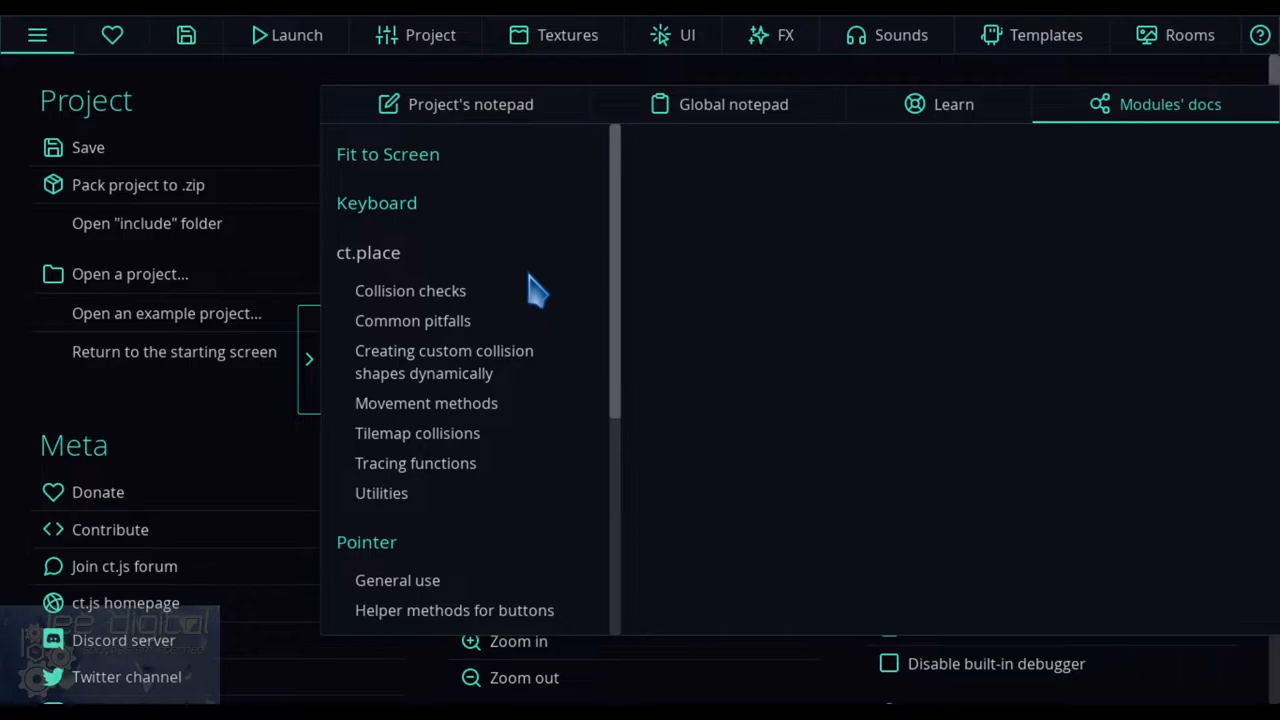 Launch
Project
Textures
UI
FX
Sounds
Templates
Rooms
Project
Save
Pack project to .zip
Open "include" folder
Open a project...
Open an example project...
Return to the starting screen
Meta
Donate
Contribute
Join ct.js forum
ct.js homepage
Discord server
Twitter channel
Project's notepad
Global notepad
Learn
Modules' docs
Fit to Screen
Keyboard
ct.place
Collision checks
Common pitfalls
Creating custom collision
shapes dynamically
Movement methods
Tilemap collisions
Tracing functions
Utilities
Pointer
General use
Helper methods for buttons
Zoom in
Zoom out
Disable built-in debugger